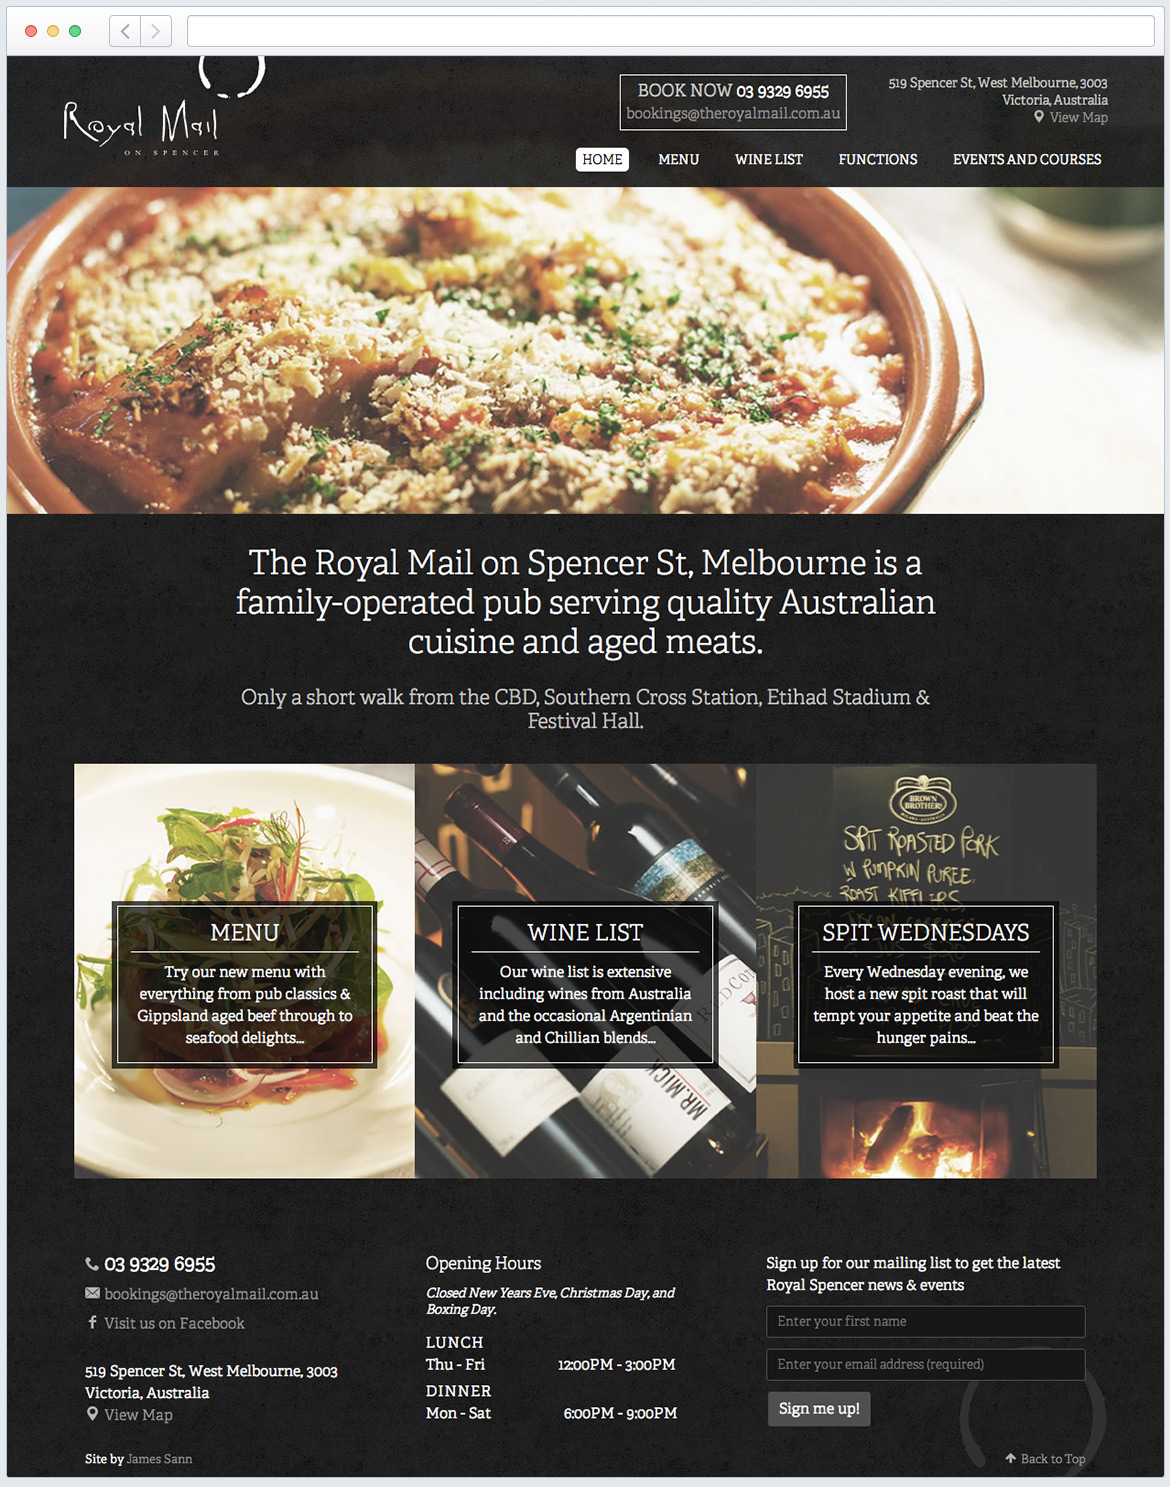 Royal Mail
ON SPENCER
BOOK NOW 03 9329 6955
bookings@theroyalmail.com.au
519 Spencer St, West Melbourne, 3003
Victoria, Australia
View Map
HOME MENU WINE LIST FUNCTIONS EVENTS AND COURSES
The Royal Mail on Spencer St, Melbourne is a
family-operated pub serving quality Australian
cuisine and aged meats.
Only a short walk from the CBD, Southern Cross Station, Etihad Stadium &
Festival Hall.
MENU
Try our new menu with
everything from pub classics &
Gippsland aged beef through to
seafood delights...
WINE LIST
Our wine list is extensive
including wines from Australia
and the occasional Argentinian
and Chillian blends...
MR.MICK
BROWN
BROTHERS
SPIT ROASTED PORK
W PUMPKIN PUREE,
ROAST KIFFLERS,
SPIT WEDNESDAYS
Every Wednesday evening, we
host a new spit roast that will
tempt your appetite and beat the
hunger pains...
03 9329 6955
bookings@theroyalmail.com.au
Visit us on Facebook
519 Spencer St, West Melbourne, 3003
Victoria, Australia
View Map
Site by James Sann
Opening Hours
Closed New Years Eve, Christmas Day, and
Boxing Day.
LUNCH
Thu - Fri 12:00PM - 3:00PM
DINNER
Mon - Sat 6:00PM - 9:00PM
Sign up for our mailing list to get the latest
Royal Spencer news & events
Enter your first name
Enter your email address (required)
Sign me up!
Back to Top